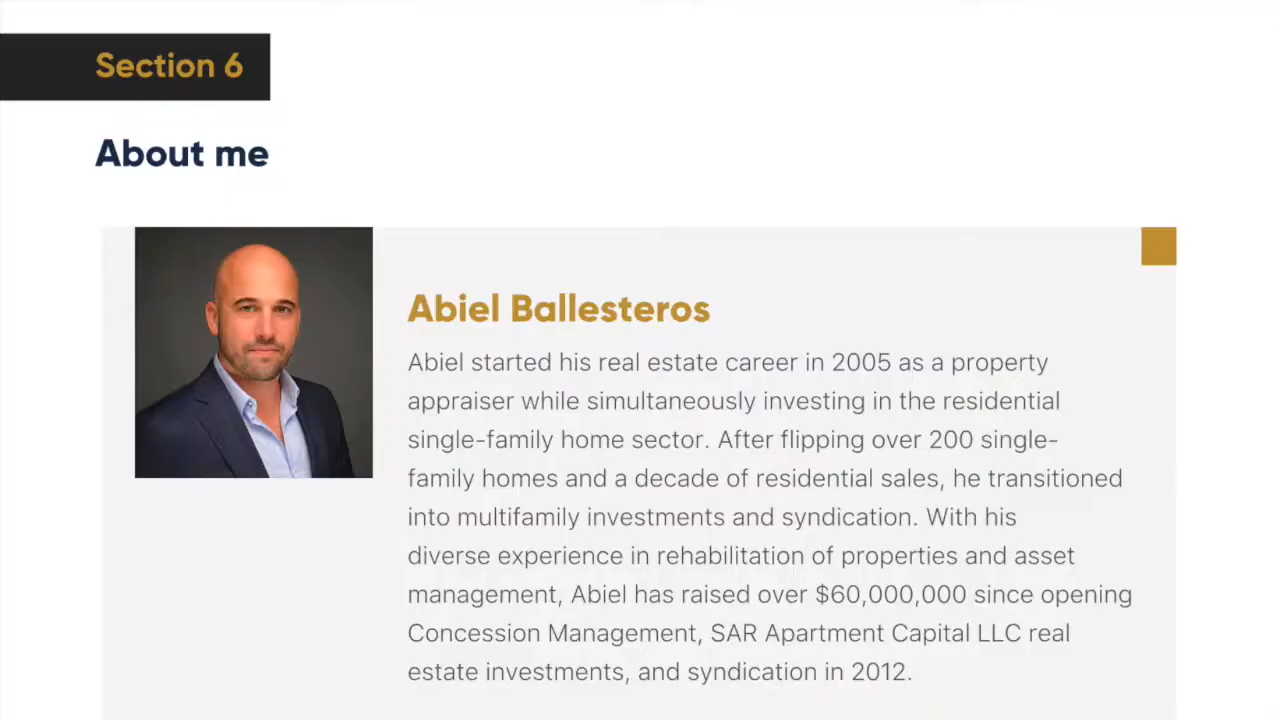 Section 6
About me
Abiel Ballesteros
Abiel started his real estate career in 2005 as a property
appraiser while simultaneously investing in the residential
single-family home sector. After flipping over 200 single-
family homes and a decade of residential sales, he transitioned
into multifamily investments and syndication. With his
diverse experience in rehabilitation of properties and asset
management, Abiel has raised over $60,000,000 since opening
Concession Management, SAR Apartment Capital LLC real
estate investments, and syndication in 2012.